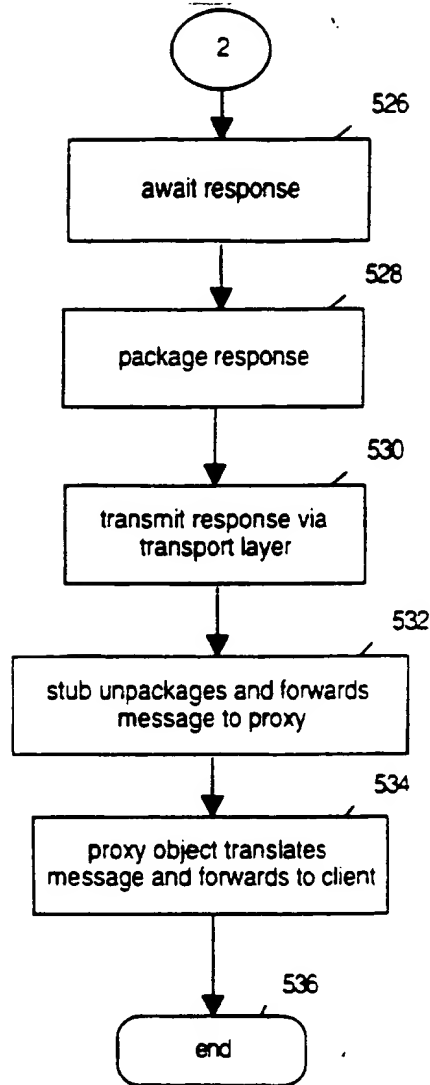 2
526
await response
528
package response
530
transmit response via
transport layer
532
stub unpackages and forwards
message to proxy
534
proxy object translates
message and forwards to client
536
end